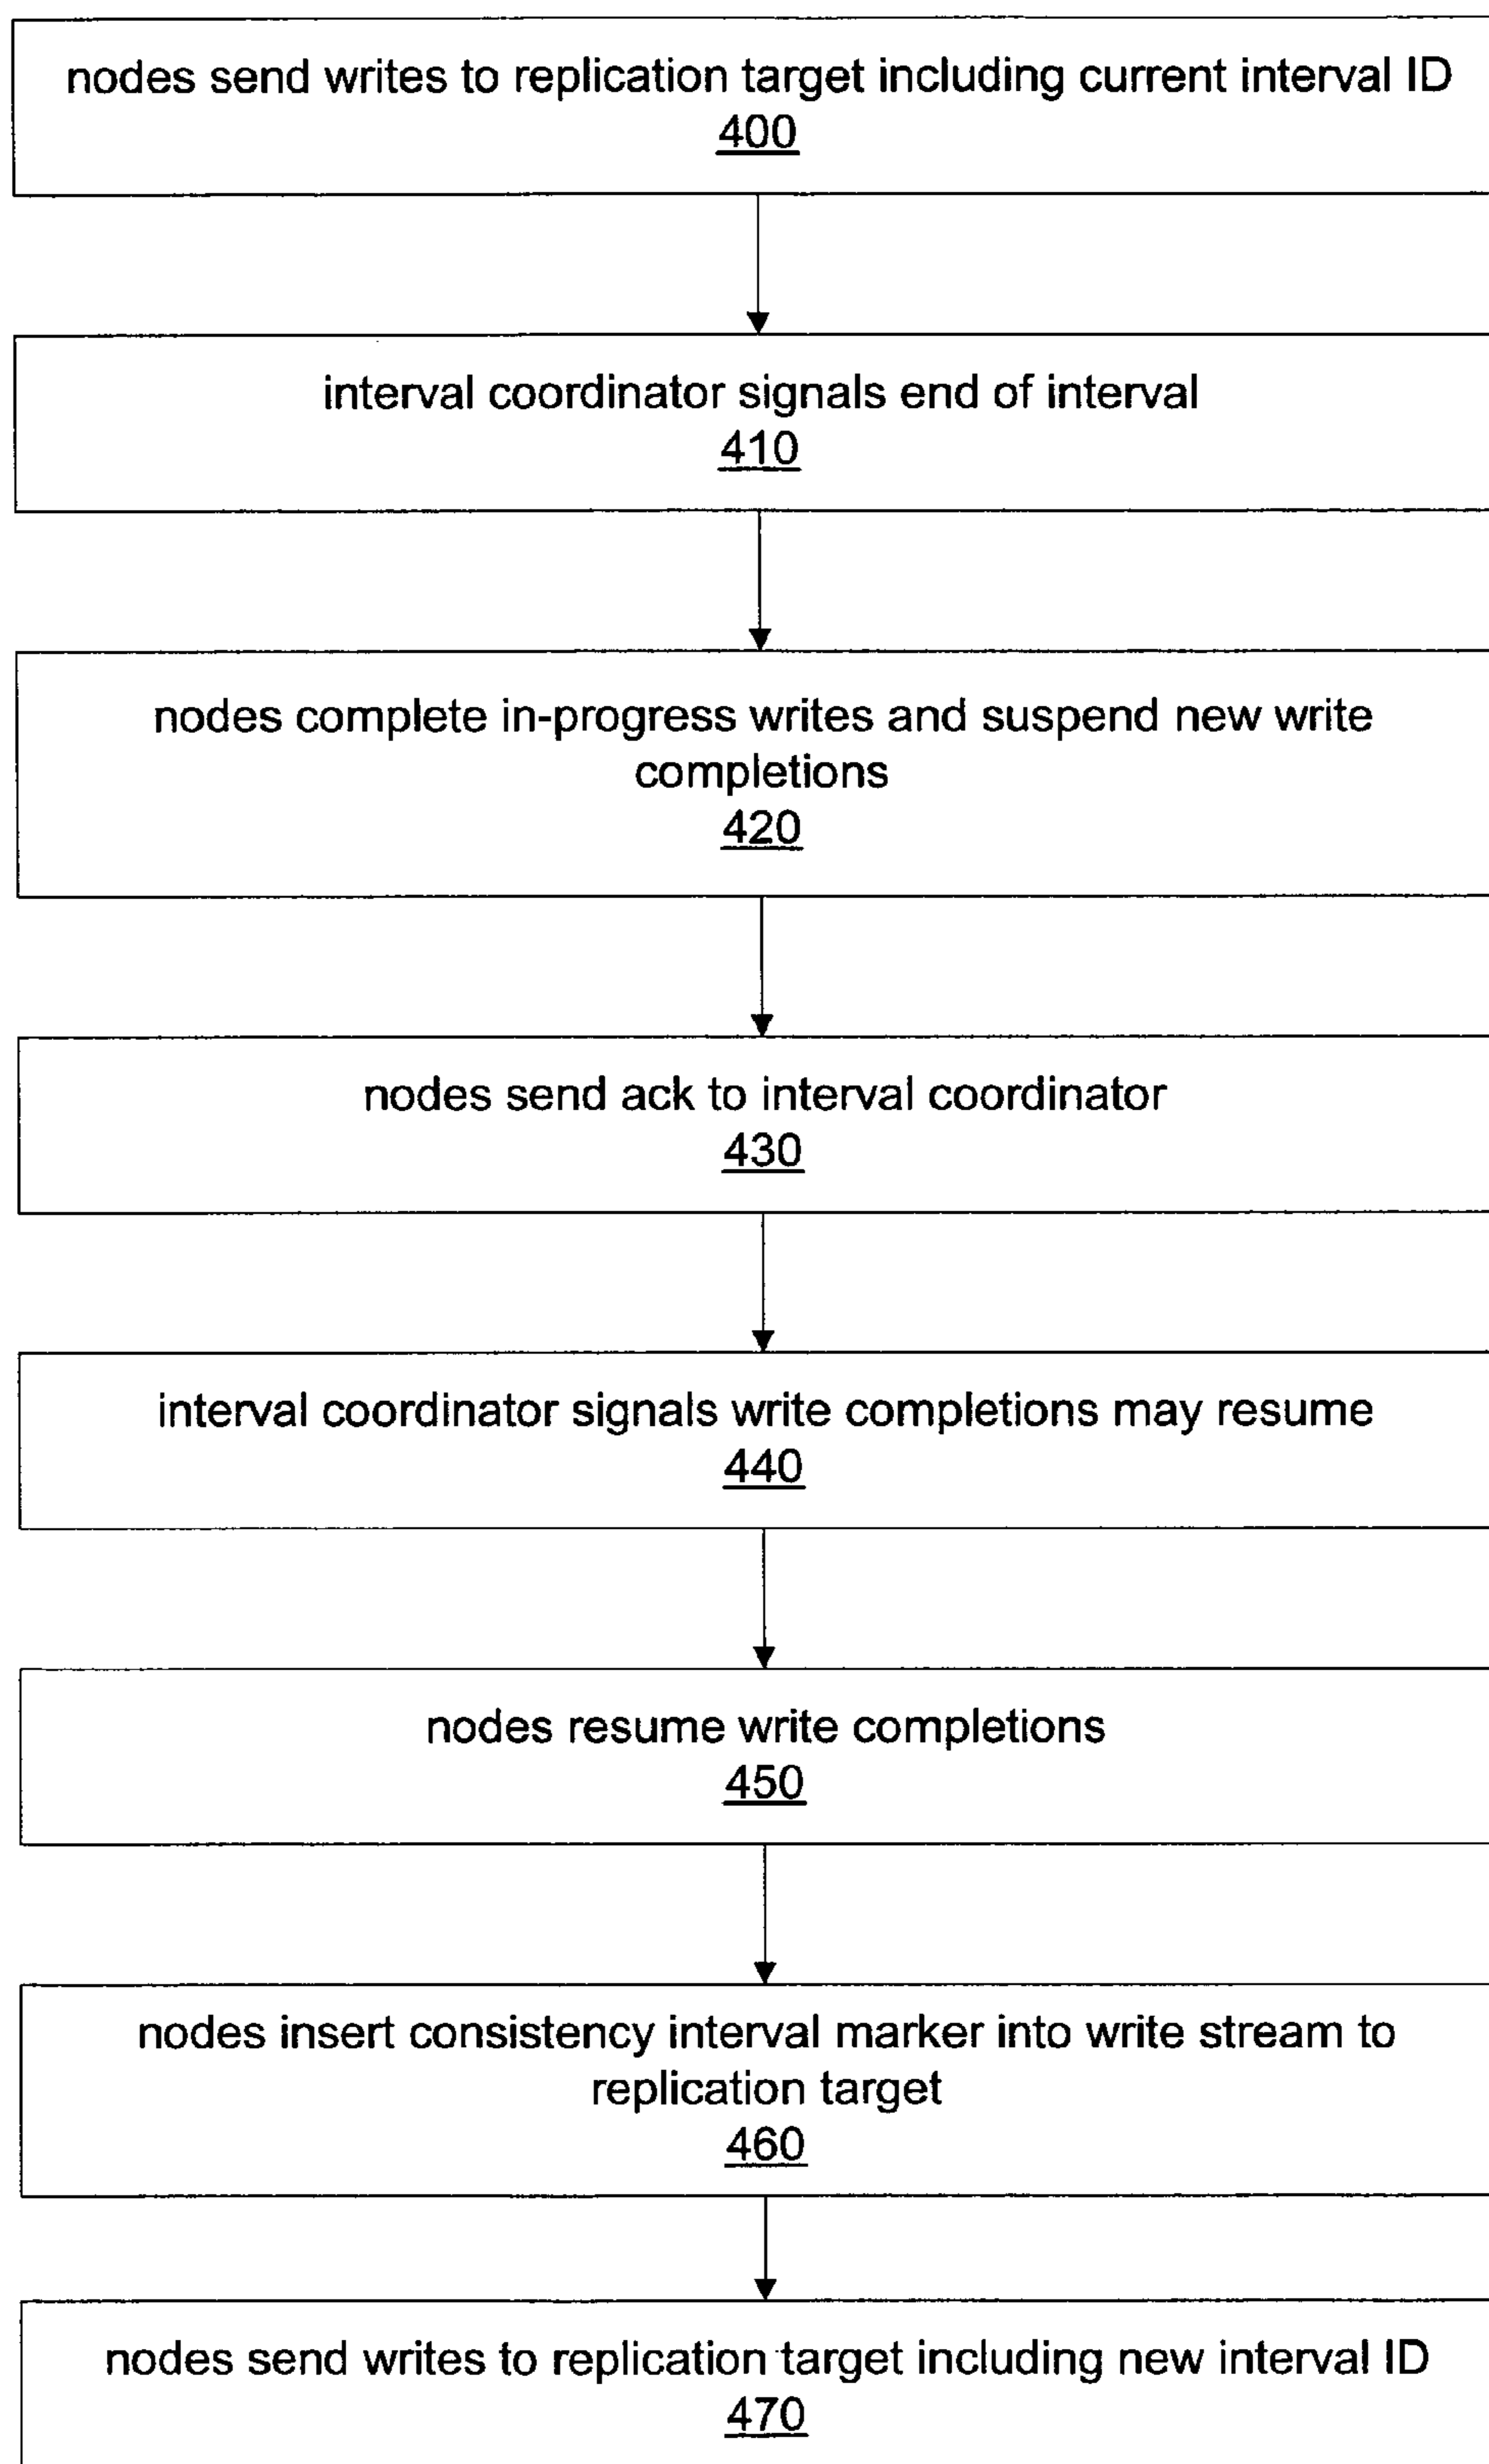 nodes send writes to replication target including current interval ID
400
interval coordinator signals end of interval
410
nodes complete in-progress writes and suspend new write
completions
420
nodes send ack to interval coordinator
430
interval coordinator signals write completions may resume
440
nodes resume write completions
450
nodes insert consistency interval marker into write stream to
replication target
460
nodes send writes to replication target including new interval ID
470